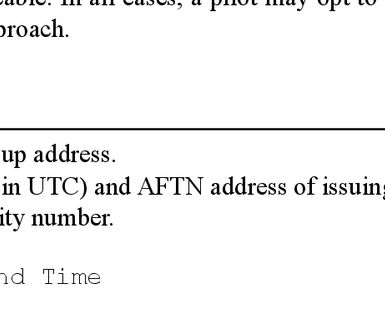 In all cases, a pilot may opt to
proach.
up address.
in UTC) and AFTN address of issuing
ity number.
nd Time